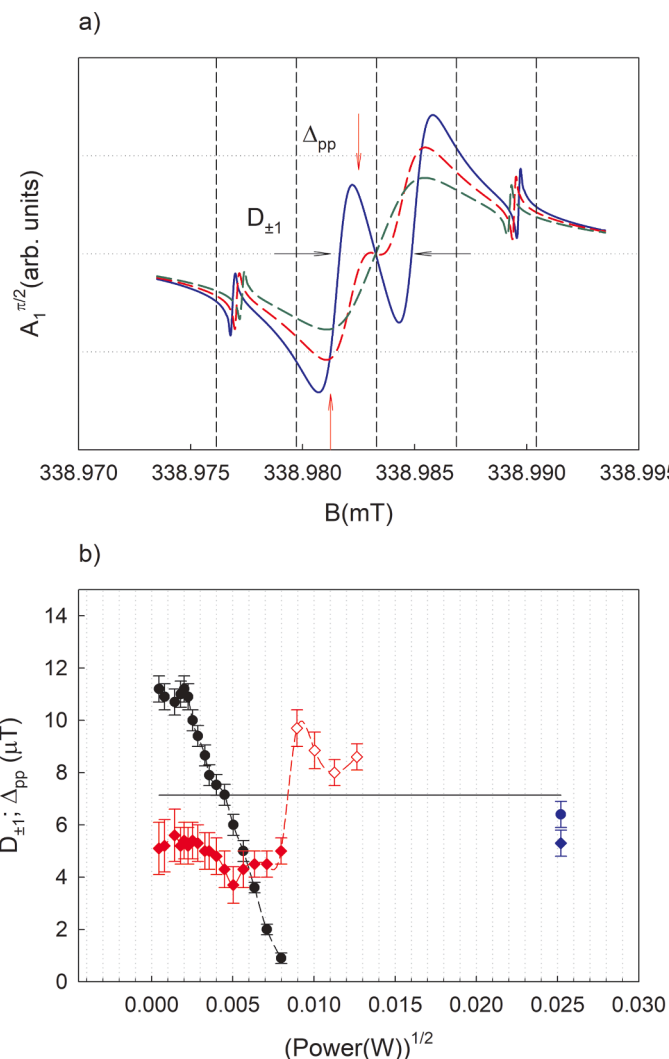 a)
Δpp
D±1
A₁^π/2 (arb. units)
338.970 338.975 338.980 338.985 338.990 338.995
B(mT)
b)
14
12
10
8
6
4
2
0
D±1; Δpp (μT)
0.000 0.005 0.010 0.015 0.020 0.025 0.030
(Power(W))^1/2